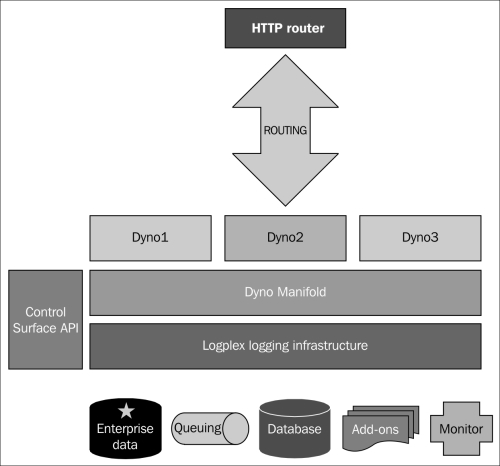 HTTP router
ROUTING
Dyno1
Dyno2
Dyno3
Control
Surface API
Dyno Manifold
Logplex logging infrastructure
Enterprise
data
Queuing
Database
Add-ons
Monitor